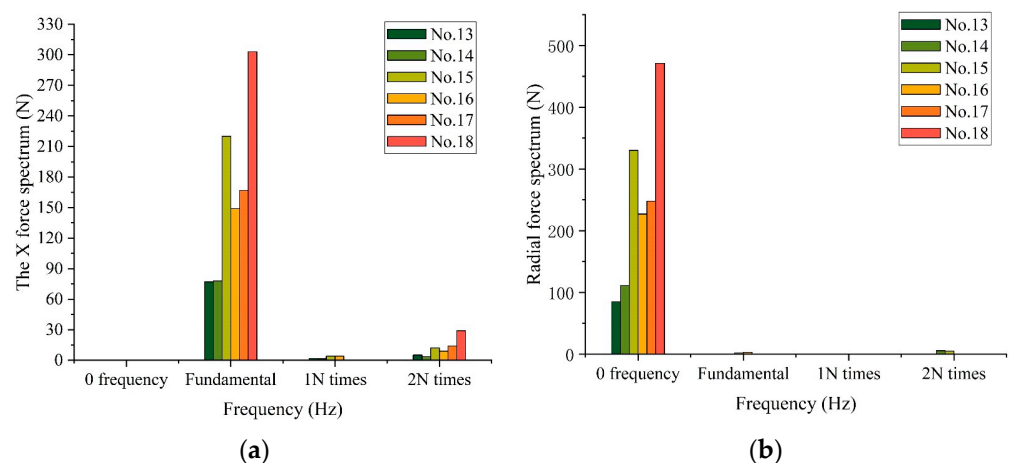 The X force spectrum (N)
330
300
270
240
210
180
150
120
90
60
30
0
0 frequency Fundamental 1N times 2N times
Frequency (Hz)
No.13
No.14
No.15
No.16
No.17
No.18
(a)
Radial force spectrum (N)
500
400
300
200
100
0
0 frequency Fundamental 1N times 2N times
Frequency (Hz)
No.13
No.14
No.15
No.16
No.17
No.18
(b)